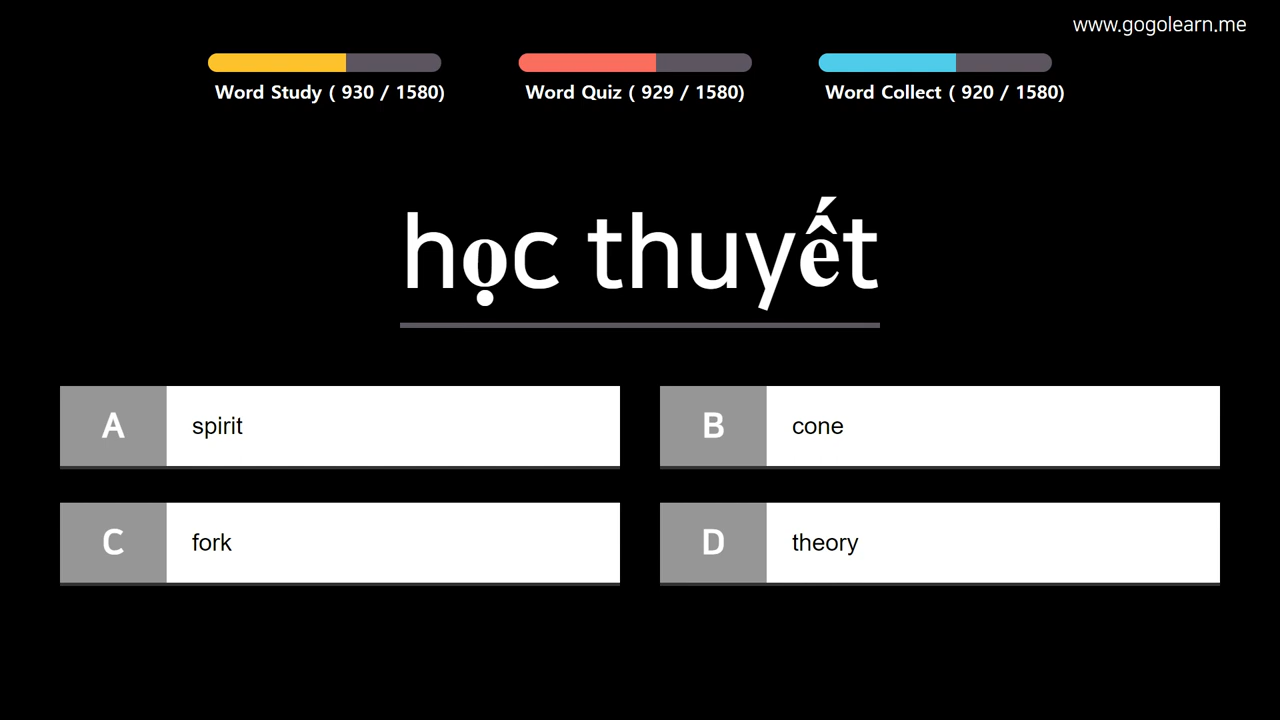 www.gogolearn.me
Word Study ( 930 / 1580)
Word Quiz ( 929 / 1580)
Word Collect ( 920 / 1580)
học thuyết
A spirit
B cone
C fork
D theory